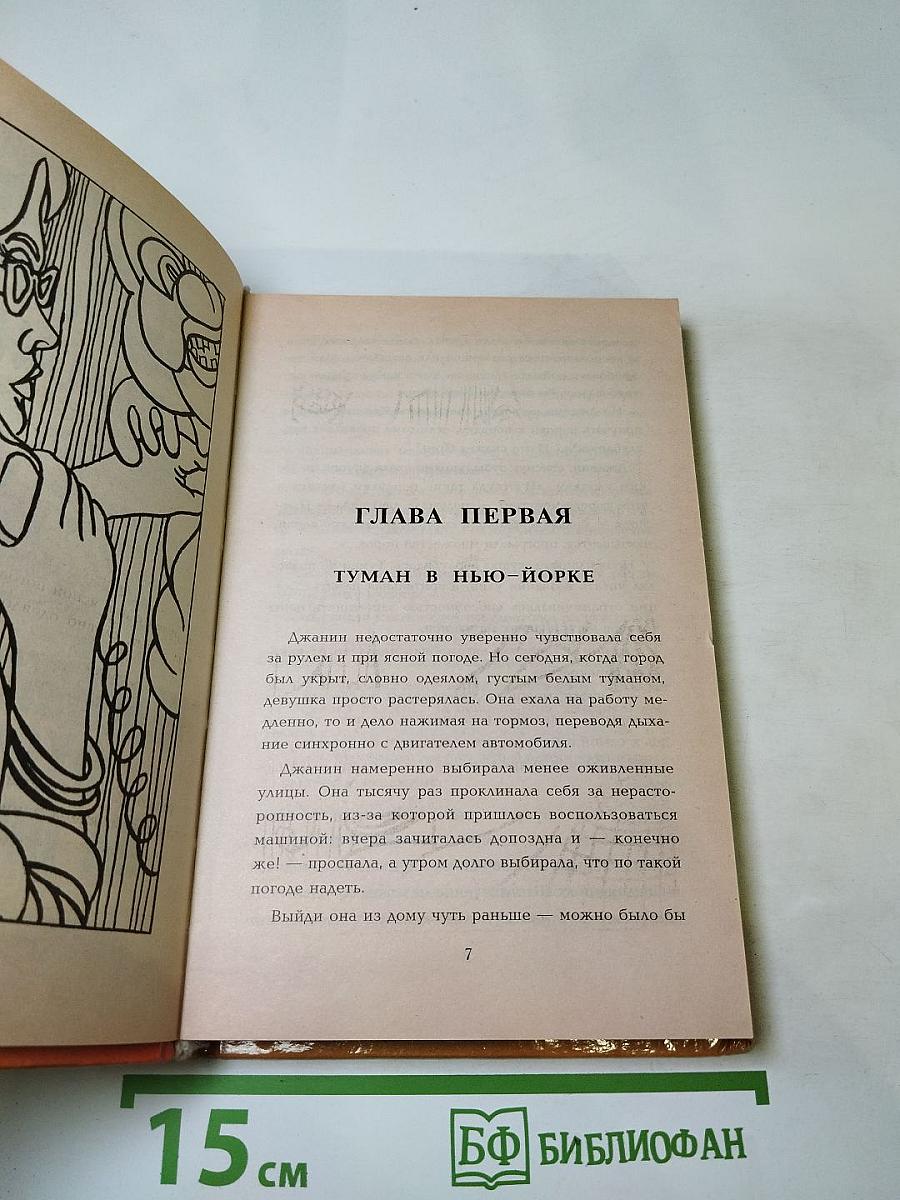 ГЛАВА ПЕРВАЯ
ТУМАН В НЬЮ-ЙОРКЕ
Джанин недостаточно уверенно чувствовала себя
за рулем и при ясной погоде. Но сегодня, когда город
был укрыт, словно одеялом, густым белым туманом,
девушка просто растерялась. Она ехала на работу ме-
дленно, то и дело нажимая на тормоз, переводя дыха-
ние синхронно с двигателем автомобиля.
Джанин намеренно выбирала менее оживленные
улицы. Она тысячу раз проклинала себя за нерасто-
ропность, из-за которой пришлось воспользоваться
машиной: вчера зачиталась допоздна и — конечно
же! — проспала, а утром долго выбирала, что по такой
погоде надеть.
Выйди она из дому чуть раньше — можно было бы
7
15 см
БФ БИБЛИОФАН